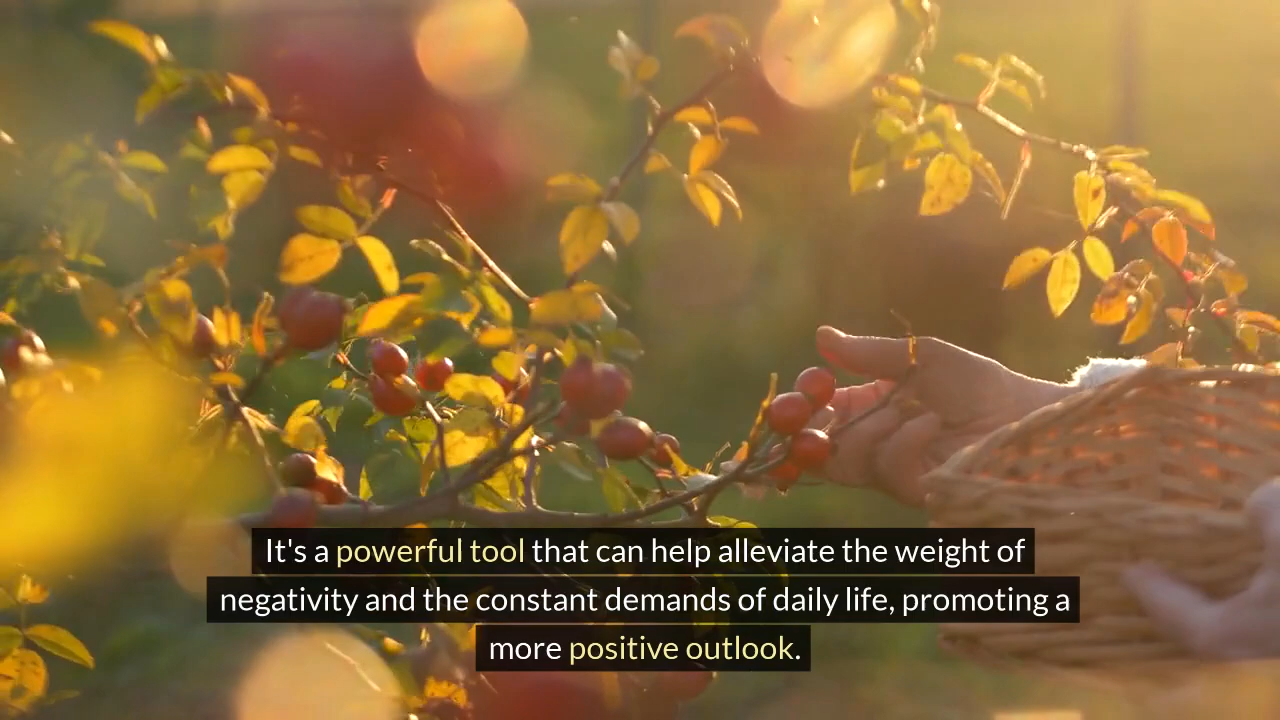 It's a powerful tool that can help alleviate the weight of
negativity and the constant demands of daily life, promoting a
more positive outlook.